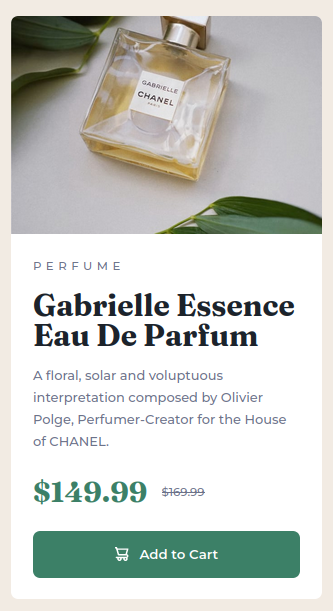 GABRIELLE
CHANEL
PARIS
PERFUME
Gabrielle Essence
Eau De Parfum
A floral, solar and voluptuous
interpretation composed by Olivier
Polge, Perfumer-Creator for the House
of CHANEL.
$149.99 $169.99
Add to Cart